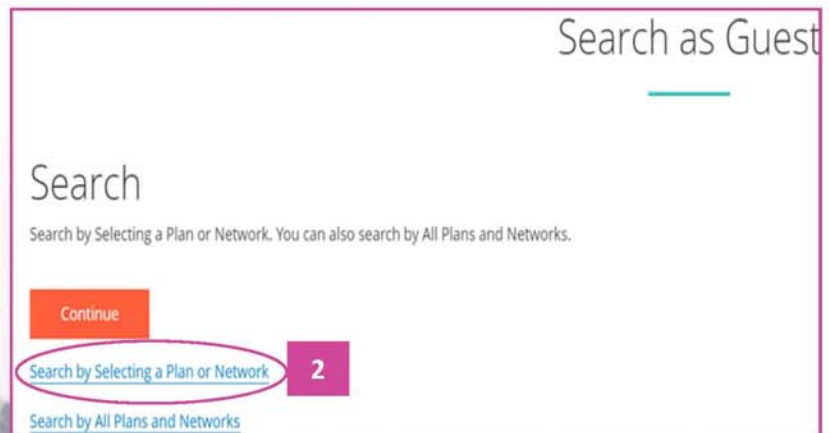 Search as Guest
Search
Search by Selecting a Plan or Network. You can also search by All Plans and Networks.
Continue
Search by Selecting a Plan or Network
2
Search by All Plans and Networks